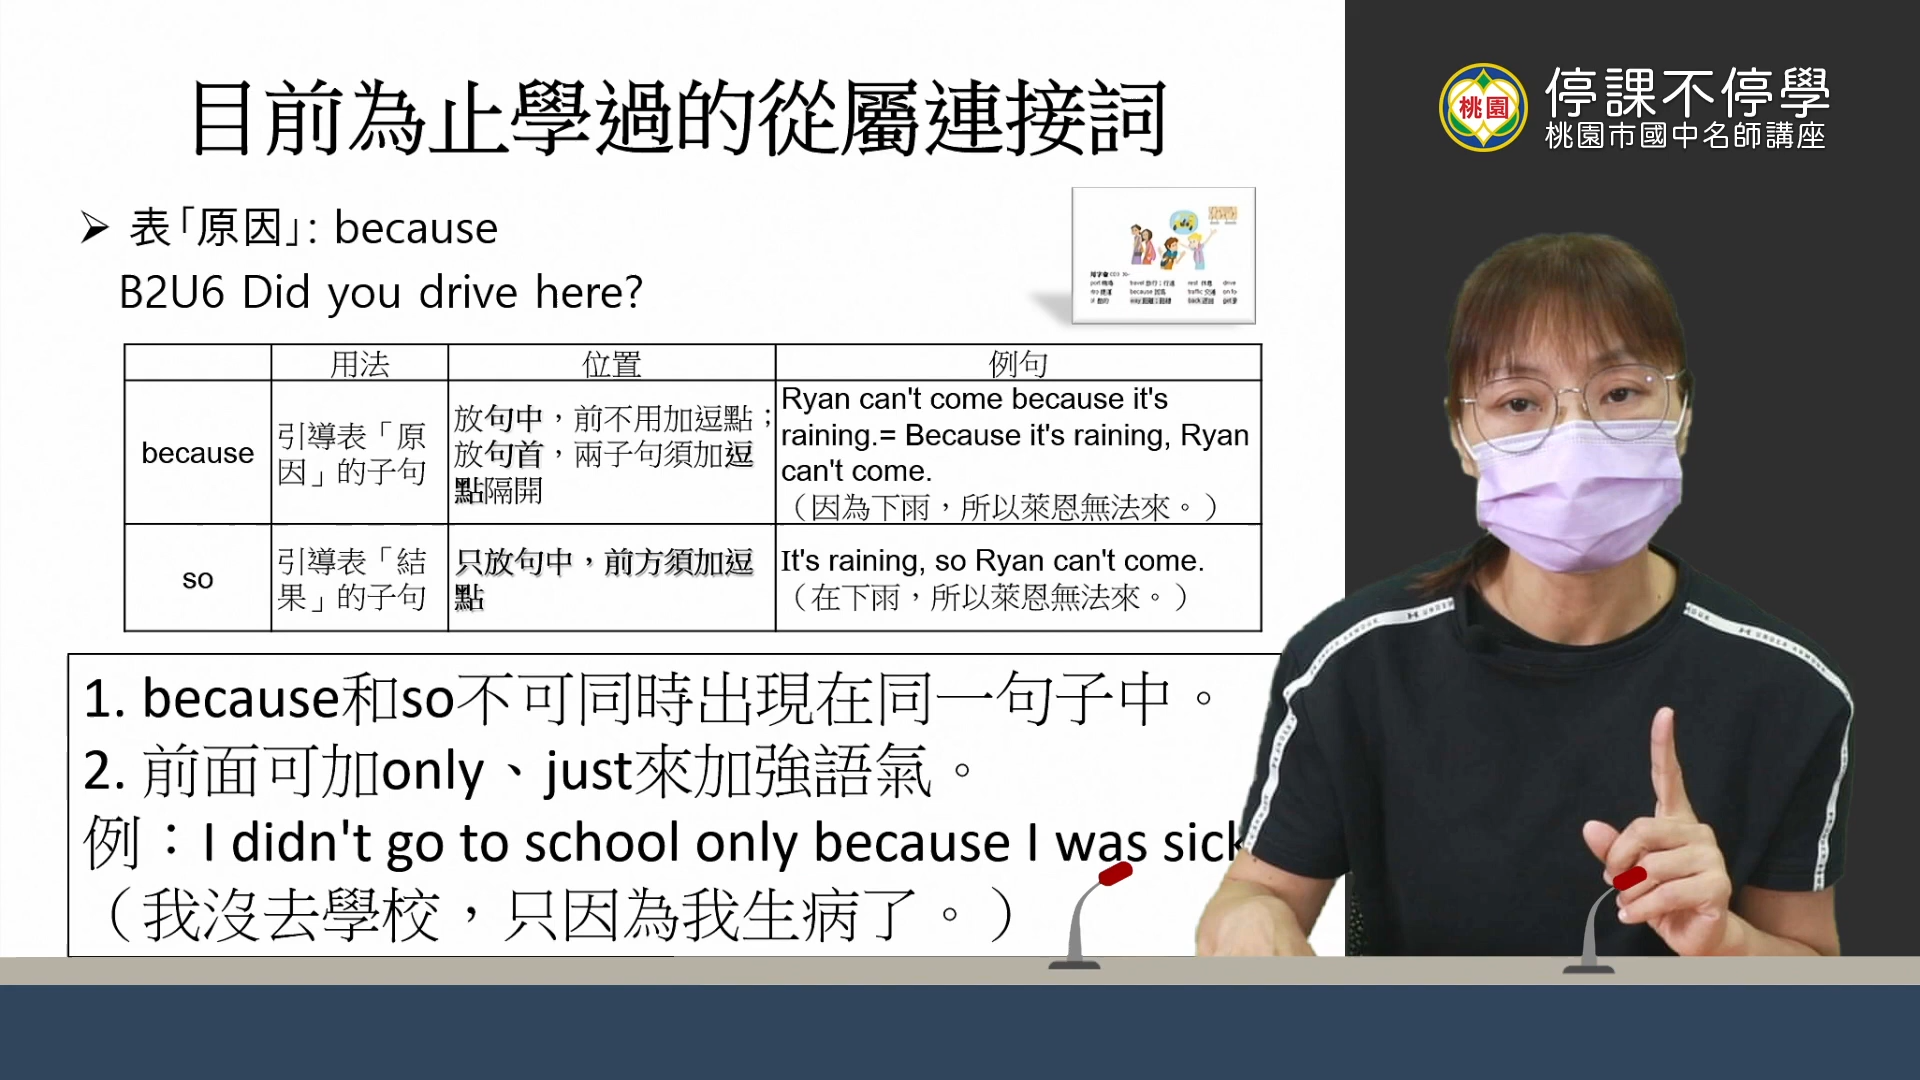 目前為止學過的從屬連接詞
停課不停學
桃園
桃園市國中名師講座
➢ 表「原因」: because
B2U6 Did you drive here?
用法 位置 例句
because
引導表「原
因」的子句
放句中,前不用加逗點;
放句首,兩子句須加逗
點隔開
Ryan can't come because it's
raining.= Because it's raining, Ryan
can't come.
(因為下雨,所以萊恩無法來。)
so
引導表「結
果」的子句
只放句中,前方須加逗
點
It's raining, so Ryan can't come.
(在下雨,所以萊恩無法來。)
1. because和so不可同時出現在同一句子中。
2. 前面可加only、just來加強語氣。
例:I didn't go to school only because I was sick
(我沒去學校,只因為我生病了。)